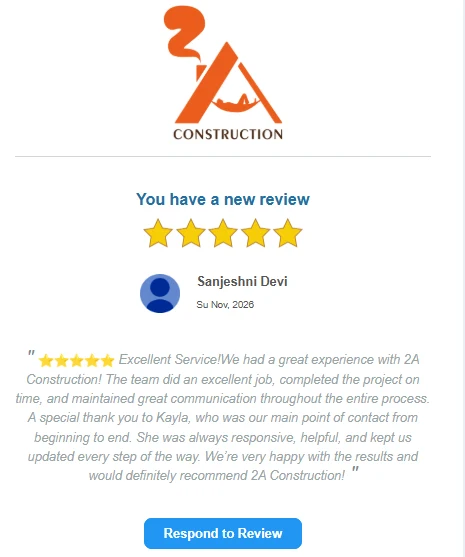 2A
CONSTRUCTION
You have a new review
Sanjeshni Devi
Su Nov, 2026
" ⭐⭐⭐⭐⭐ Excellent Service!We had a great experience with 2A
Construction! The team did an excellent job, completed the project on
time, and maintained great communication throughout the entire process.
A special thank you to Kayla, who was our main point of contact from
beginning to end. She was always responsive, helpful, and kept us
updated every step of the way. We're very happy with the results and
would definitely recommend 2A Construction! "
Respond to Review